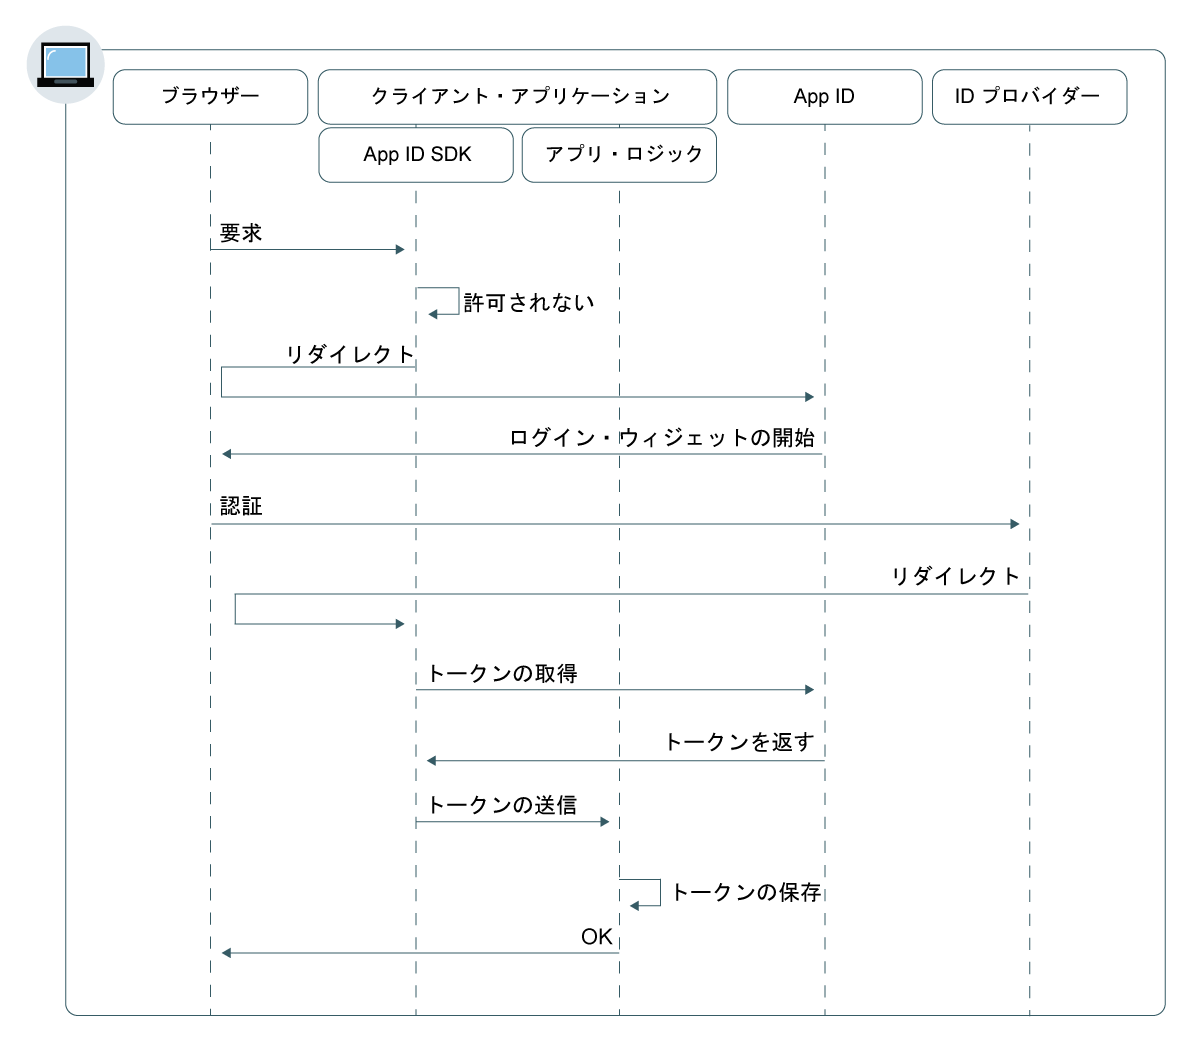 ブラウザー
クライアント・アプリケーション
App ID
ID プロバイダー
App ID SDK
アプリ・ロジック
要求
許可されない
リダイレクト
ログイン・ウィジェットの開始
認証
リダイレクト
トークンの取得
トークンを返す
トークンの送信
トークンの保存
OK